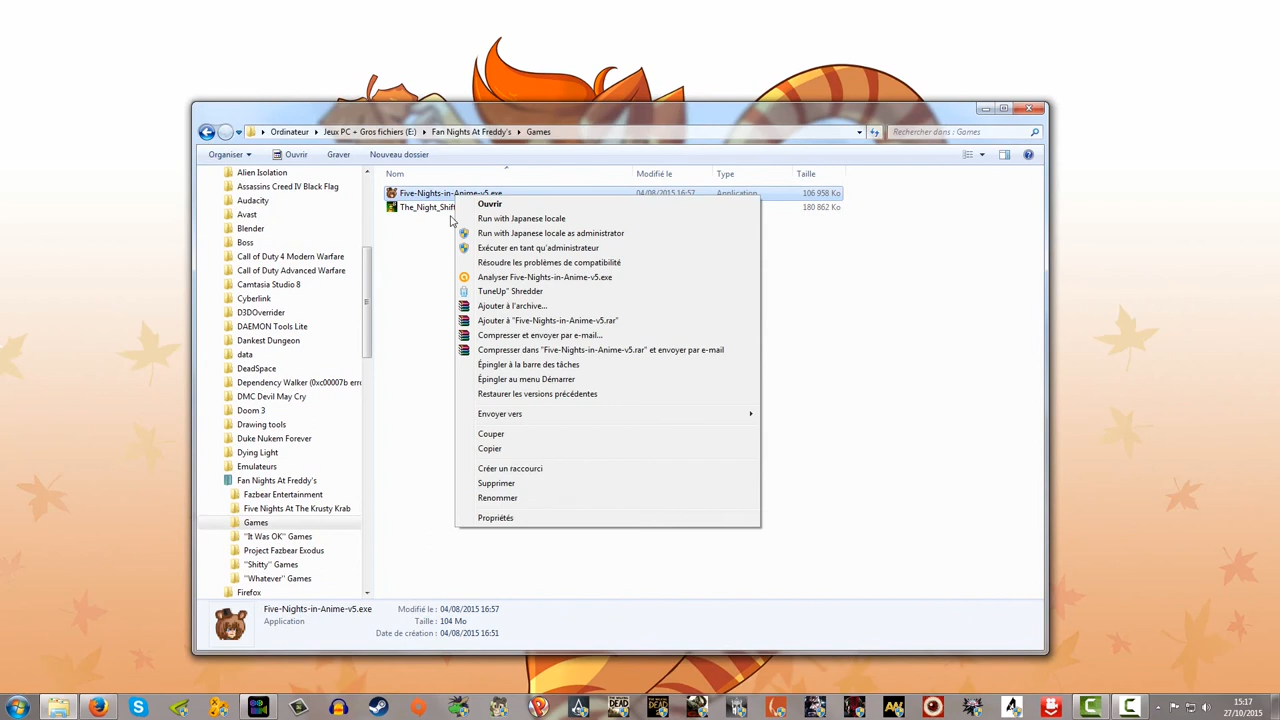 Ordinateur
Jeux PC + Gros fichiers (E:)
Fan Nights At Freddy's
Games
Rechercher dans : Games
Organiser
Ouvrir
Graver
Nouveau dossier
Alien Isolation
Assassins Creed IV Black Flag
Audacity
Avast
Blender
Boss
Call of Duty 4 Modern Warfare
Call of Duty Advanced Warfare
Camtasia Studio 8
Cyberlink
D3DOverrider
DAEMON Tools Lite
Dankest Dungeon
data
DeadSpace
Dependency Walker (0xc00007b erro
DMC Devil May Cry
Doom 3
Drawing tools
Duke Nukem Forever
Dying Light
Emulateurs
Fan Nights At Freddy's
Fazbear Entertainment
Five Nights At The Krusty Krab
Games
"It Was OK" Games
Project Fazbear Exodus
"Shitty" Games
"Whatever" Games
Firefox
Nom
Modifié le
Type
Taille
Five-Nights-in-Anime-v5.exe
04/08/2015 16:57
Application
106 958 Ko
The_Night_Shift
180 862 Ko
Ouvrir
Run with Japanese locale
Run with Japanese locale as administrator
Exécuter en tant qu'administrateur
Résoudre les problèmes de compatibilité
Analyser Five-Nights-in-Anime-v5.exe
TuneUp" Shredder
Ajouter à l'archive...
Ajouter à "Five-Nights-in-Anime-v5.rar"
Compresser et envoyer par e-mail...
Compresser dans "Five-Nights-in-Anime-v5.rar" et envoyer par e-mail
Épingler à la barre des tâches
Épingler au menu Démarrer
Restaurer les versions précédentes
Envoyer vers
Couper
Copier
Créer un raccourci
Supprimer
Renommer
Propriétés
Five-Nights-in-Anime-v5.exe
Application
Modifié le : 04/08/2015 16:57
Taille : 104 Mo
Date de création : 04/08/2015 16:51
15:17
27/10/2015